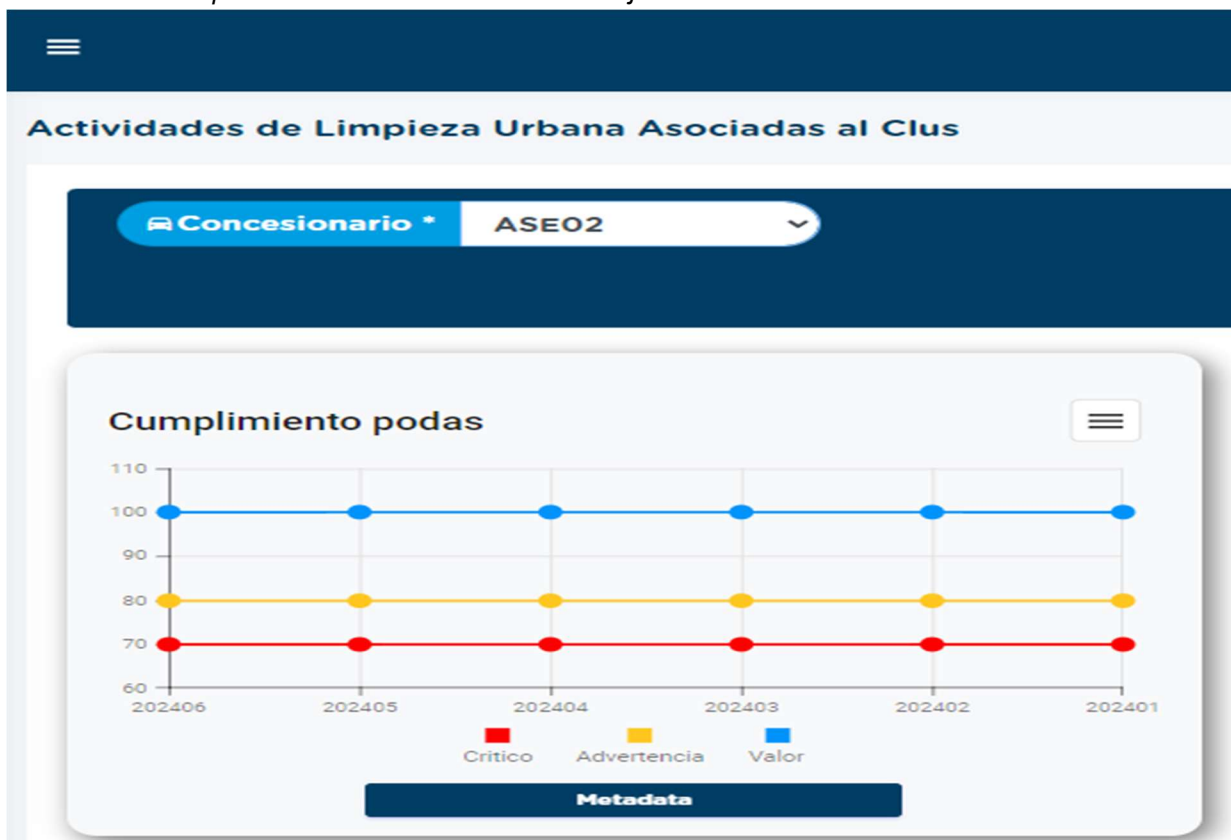 Actividades de Limpieza Urbana Asociadas al Clus
Concesionario * ASE02
Cumplimiento podas
110
100
90
80
70
60
202406 202405 202404 202403 202402 202401
Critico Advertencia Valor
Metadata